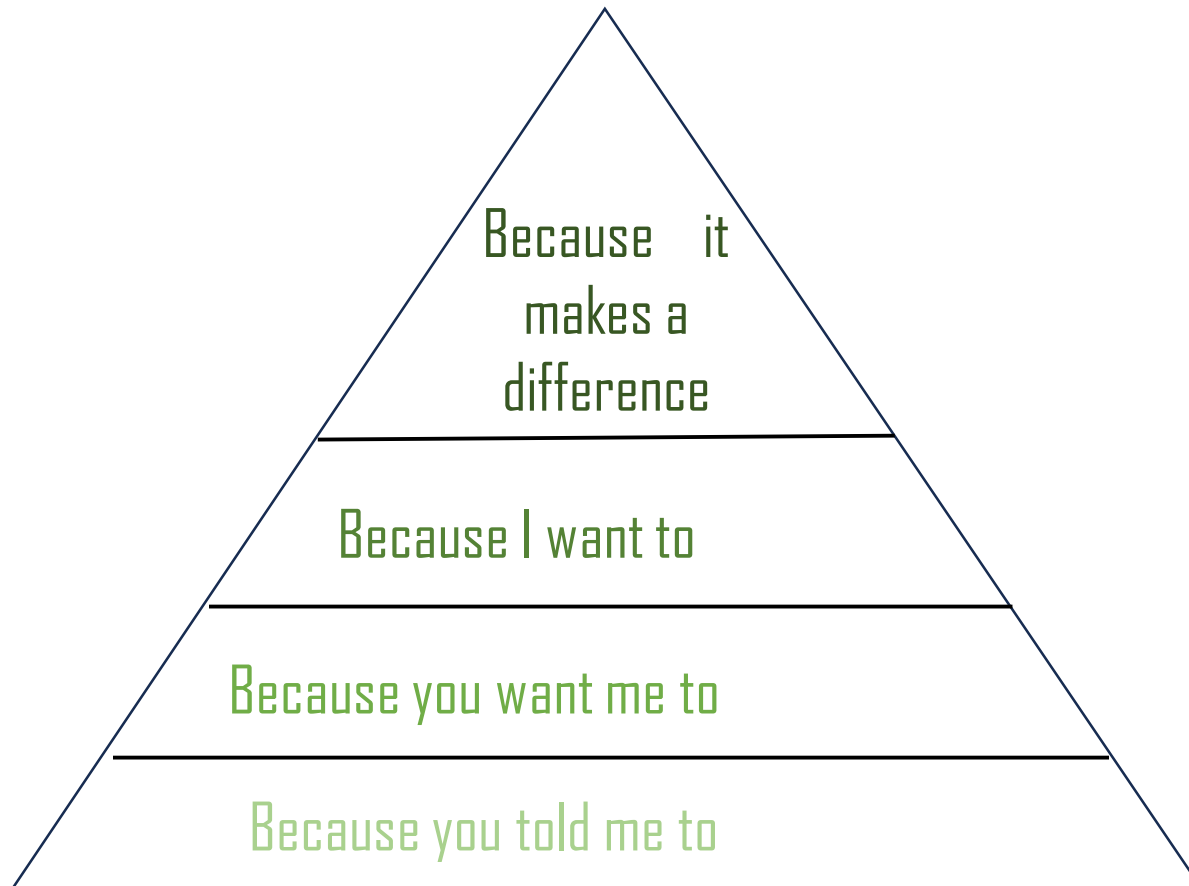 Because it
makes a
difference
Because I want to
Because you want me to
Because you told me to